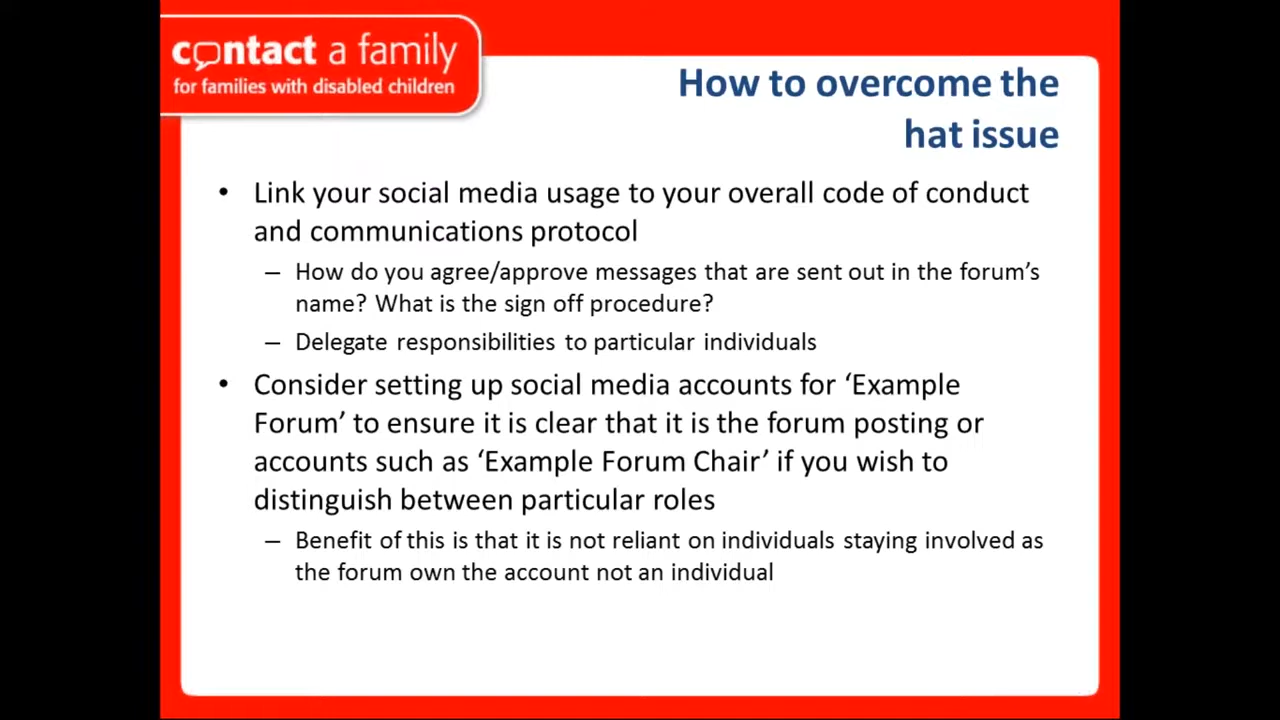 contact a family
for families with disabled children
How to overcome the
hat issue
• Link your social media usage to your overall code of conduct
and communications protocol
– How do you agree/approve messages that are sent out in the forum’s
name? What is the sign off procedure?
– Delegate responsibilities to particular individuals
• Consider setting up social media accounts for ‘Example
Forum’ to ensure it is clear that it is the forum posting or
accounts such as ‘Example Forum Chair’ if you wish to
distinguish between particular roles
– Benefit of this is that it is not reliant on individuals staying involved as
the forum own the account not an individual